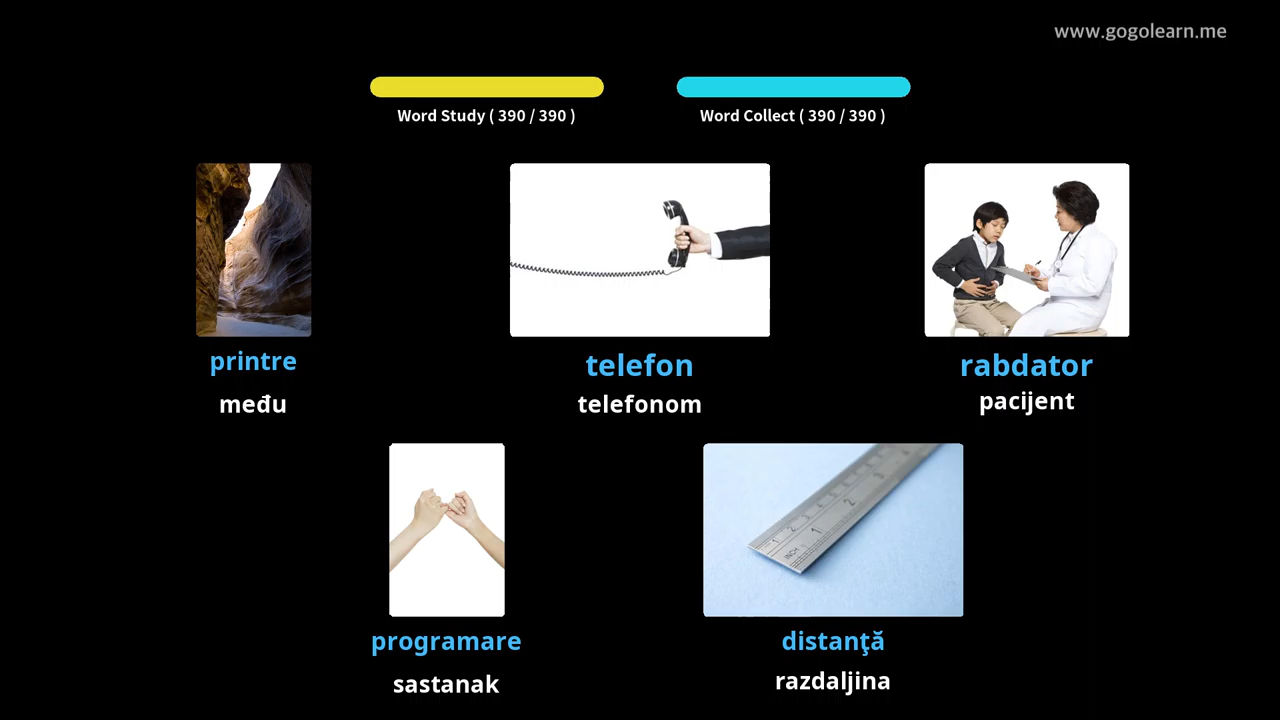 www.gogolearn.me
Word Study ( 390 / 390 )
Word Collect ( 390 / 390 )
printre
među
telefon
telefonom
rabdator
pacijent
programare
sastanak
distanţă
razdaljina